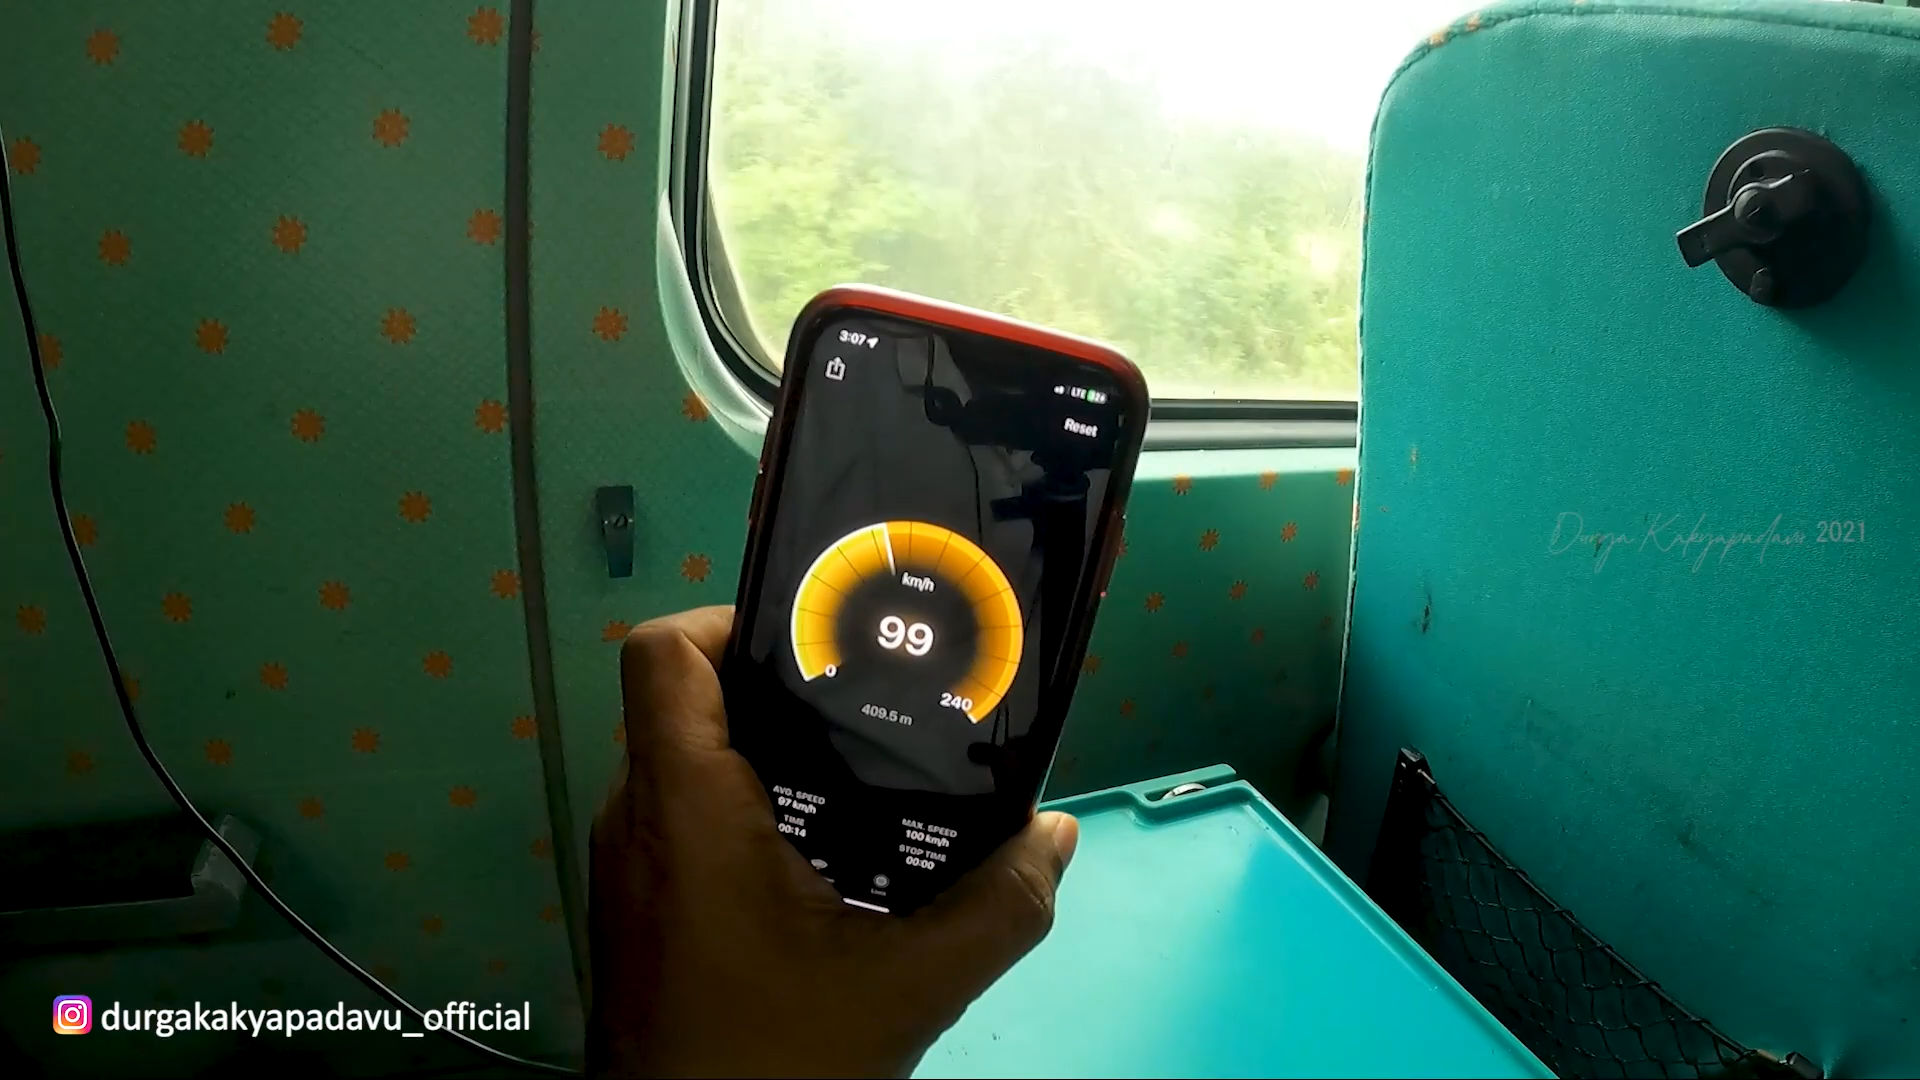 3:07
LTE
Reset
km/h
99
0
240
409.5 m
AVG. SPEED
97 km/h
TIME
00:14
MAX. SPEED
100 km/h
STOP TIME
00:00
Durga Kakyapadavu 2021
durgakakyapadavu_official